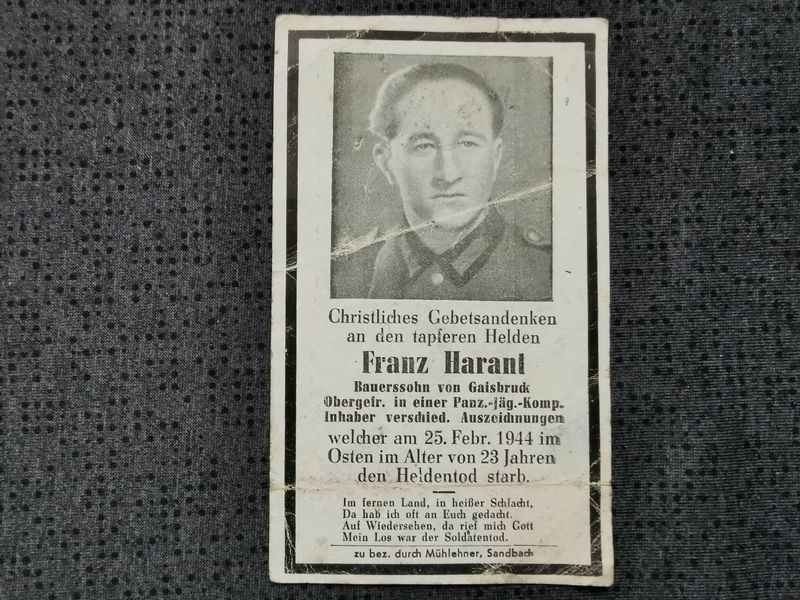 Christliches Gebetsandenken
an den tapferen Helden
Franz Harant
Bauerssohn von Gaisbruck
Obergefr. in einer Panz.-Jäg.-Komp.
Inhaber verschied. Auszeichnungen
welcher am 25. Febr. 1944 im
Osten im Alter von 23 Jahren
den Heldentod starb.
Im fernen Land, in heißer Schlacht,
Da hab ich oft an Euch gedacht.
Auf Wiedersehen, da rief mich Gott
Mein Los war der Soldatentod.
zu bez. durch Mühlehner, Sandbach